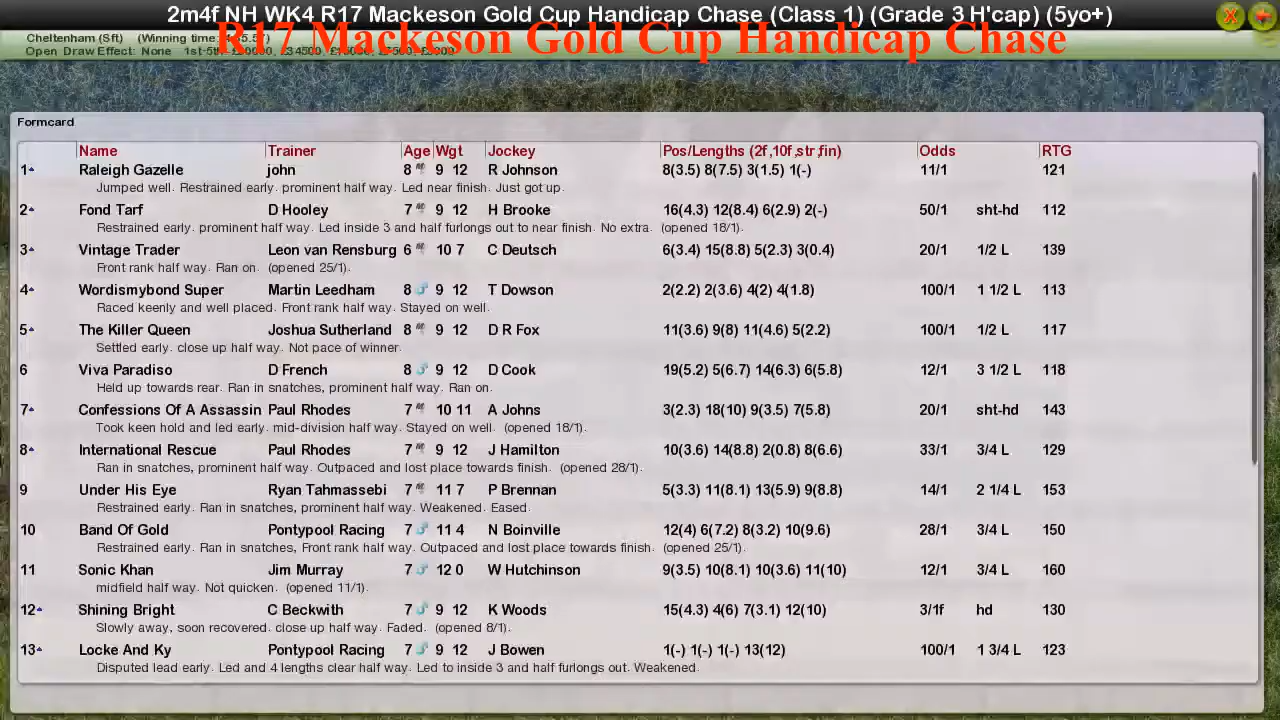 2m4f NH WK4 R17 Mackeson Gold Cup Handicap Chase (Class 1) (Grade 3 H'cap) (5yo+)
R17 Mackeson Gold Cup Handicap Chase
Cheltenham (Sft) (Winning time:
Open Draw Effect: None 1st-5th
Formcard
Name Trainer Age Wgt Jockey Pos/Lengths (2f,10f,str,fin) Odds RTG
1 Raleigh Gazelle john 8 9 12 R Johnson 8(3.5) 8(7.5) 3(1.5) 1(-) 11/1 121
Jumped well. Restrained early. prominent half way. Led near finish. Just got up.
2 Fond Tarf D Hooley 7 9 12 H Brooke 16(4.3) 12(8.4) 6(2.9) 2(-) 50/1 sht-hd 112
Restrained early. prominent half way. Led inside 3 and half furlongs out to near finish. No extra. (opened 18/1).
3 Vintage Trader Leon van Rensburg 6 10 7 C Deutsch 6(3.4) 15(8.8) 5(2.3) 3(0.4) 20/1 1/2 L 139
Front rank half way. Ran on. (opened 25/1).
4 Wordismybond Super Martin Leedham 8 9 12 T Dowson 2(2.2) 2(3.6) 4(2) 4(1.8) 100/1 1 1/2 L 113
Raced keenly and well placed. Front rank half way. Stayed on well.
5 The Killer Queen Joshua Sutherland 8 9 12 D R Fox 11(3.6) 9(8) 11(4.6) 5(2.2) 100/1 1/2 L 117
Settled early. close up half way. Not pace of winner.
6 Viva Paradiso D French 8 9 12 D Cook 19(5.2) 5(6.7) 14(6.3) 6(5.8) 12/1 3 1/2 L 118
Held up towards rear. Ran in snatches, prominent half way. Ran on.
7 Confessions Of A Assassin Paul Rhodes 7 10 11 A Johns 3(2.3) 18(10) 9(3.5) 7(5.8) 20/1 sht-hd 143
Took keen hold and led early. mid-division half way. Stayed on well. (opened 18/1).
8 International Rescue Paul Rhodes 7 9 12 J Hamilton 10(3.6) 14(8.8) 2(0.8) 8(6.6) 33/1 3/4 L 129
Ran in snatches, prominent half way. Outpaced and lost place towards finish. (opened 28/1).
9 Under His Eye Ryan Tahmassebi 7 11 7 P Brennan 5(3.3) 11(8.1) 13(5.9) 9(8.8) 14/1 2 1/4 L 153
Restrained early. Ran in snatches, prominent half way. Weakened. Eased.
10 Band Of Gold Pontypool Racing 7 11 4 N Boinville 12(4) 6(7.2) 8(3.2) 10(9.6) 28/1 3/4 L 150
Restrained early. Ran in snatches, Front rank half way. Outpaced and lost place towards finish. (opened 25/1).
11 Sonic Khan Jim Murray 7 12 0 W Hutchinson 9(3.5) 10(8.1) 10(3.6) 11(10) 12/1 3/4 L 160
midfield half way. Not quicken. (opened 11/1).
12 Shining Bright C Beckwith 7 9 12 K Woods 15(4.3) 4(6) 7(3.1) 12(10) 3/1f hd 130
Slowly away, soon recovered. close up half way. Faded. (opened 8/1).
13 Locke And Ky Pontypool Racing 7 9 12 J Bowen 1(-) 1(-) 1(-) 13(12) 100/1 1 3/4 L 123
Disputed lead early. Led and 4 lengths clear half way. Led to inside 3 and half furlongs out. Weakened.